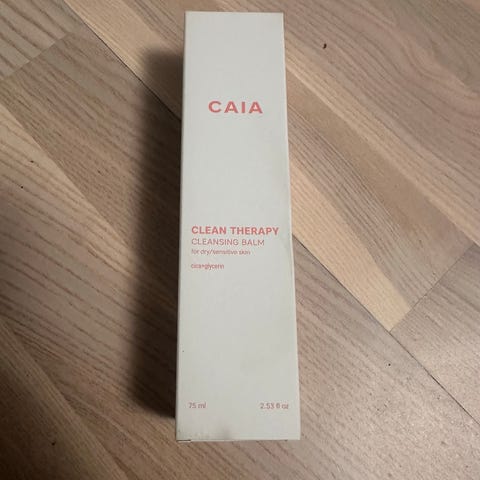 CAIA
CLEAN THERAPY
CLEANSING BALM
for dry/sensitive skin
cica+glycerin
75 ml 2.53 fl oz